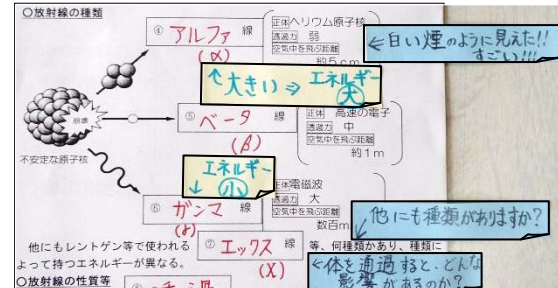 ○放射線の種類
④ アルファ 線
(α)
正体 ヘリウム原子核
透過力 弱
空気中を飛ぶ距離
約5cm
←白い煙のように見えた!!
すごい!!!
↑大きい⇒エネルギー
大
崩壊
不安定な原子核
⑤ ベータ 線
(β)
正体 高速の電子
透過力 中
空気中を飛ぶ距離
約1m
エネルギー
↓ 小
⑥ ガンマ 線
(γ)
正体 電磁波
透過力 大
空気中を飛ぶ距離
数百m
他にも種類がありますか?
↙
他にもレントゲン等で使われる ⑦ エックス 線 等、何種類かあり、種類に
よって持つエネルギーが異なる。
(X)
←体を通過すると、どんな
影響があるのか?
○放射線の性質等